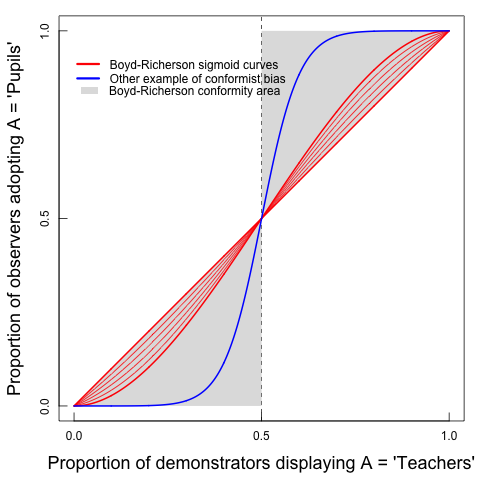 Boyd-Richerson sigmoid curves
Other example of conformist bias
Boyd-Richerson conformity area
Proportion of observers adopting A = 'Pupils'
1.0
0.5
0.0
0.0 0.5 1.0
Proportion of demonstrators displaying A = 'Teachers'